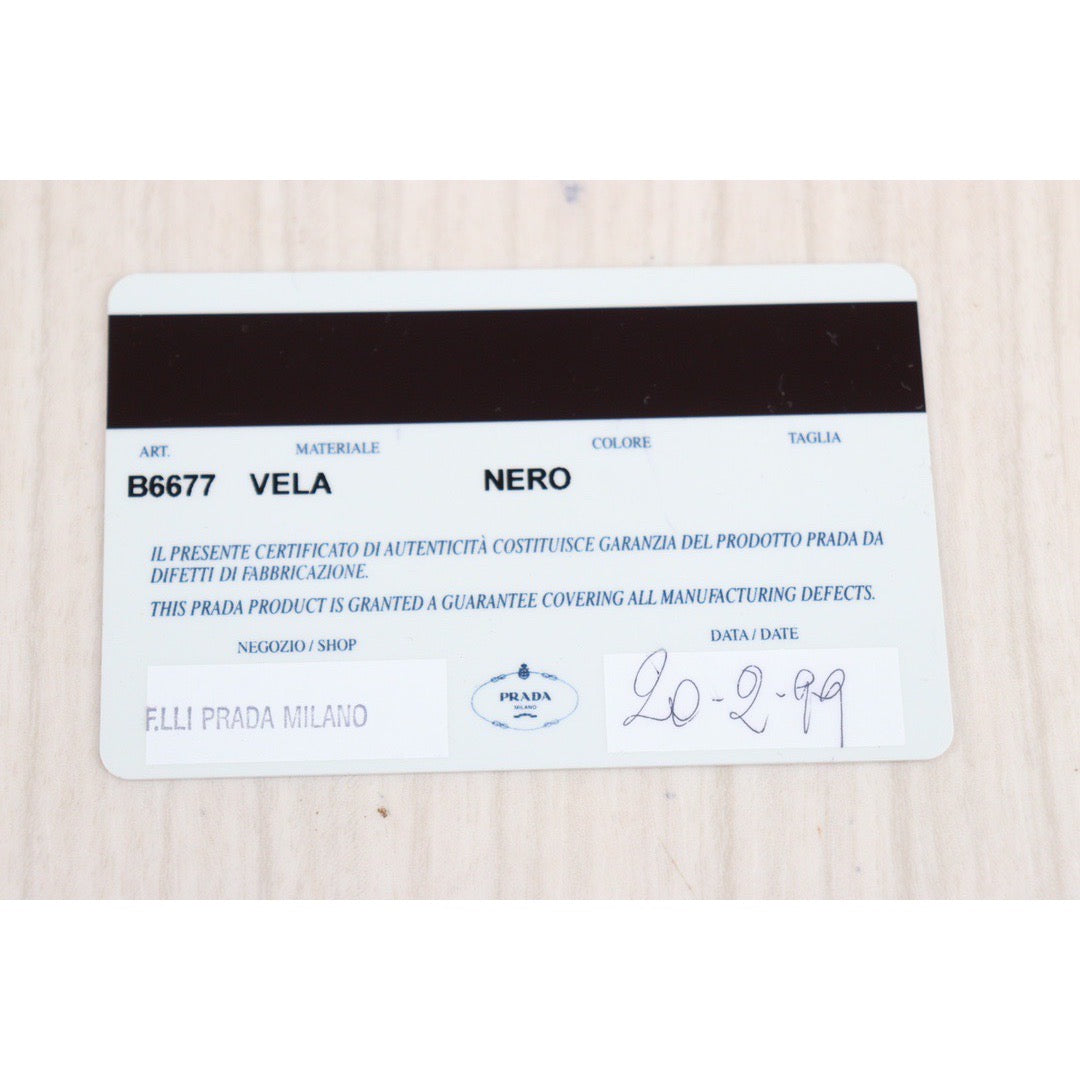 ART. MATERIALE COLORE TAGLIA
B6677 VELA NERO
IL PRESENTE CERTIFICATO DI AUTENTICITÀ COSTITUISCE GARANZIA DEL PRODOTTO PRADA DA
DIFETTI DI FABBRICAZIONE.
THIS PRADA PRODUCT IS GRANTED A GUARANTEE COVERING ALL MANUFACTURING DEFECTS.
NEGOZIO / SHOP
DATA / DATE
F.LLI PRADA MILANO
PRADA
MILANO
20-2-99